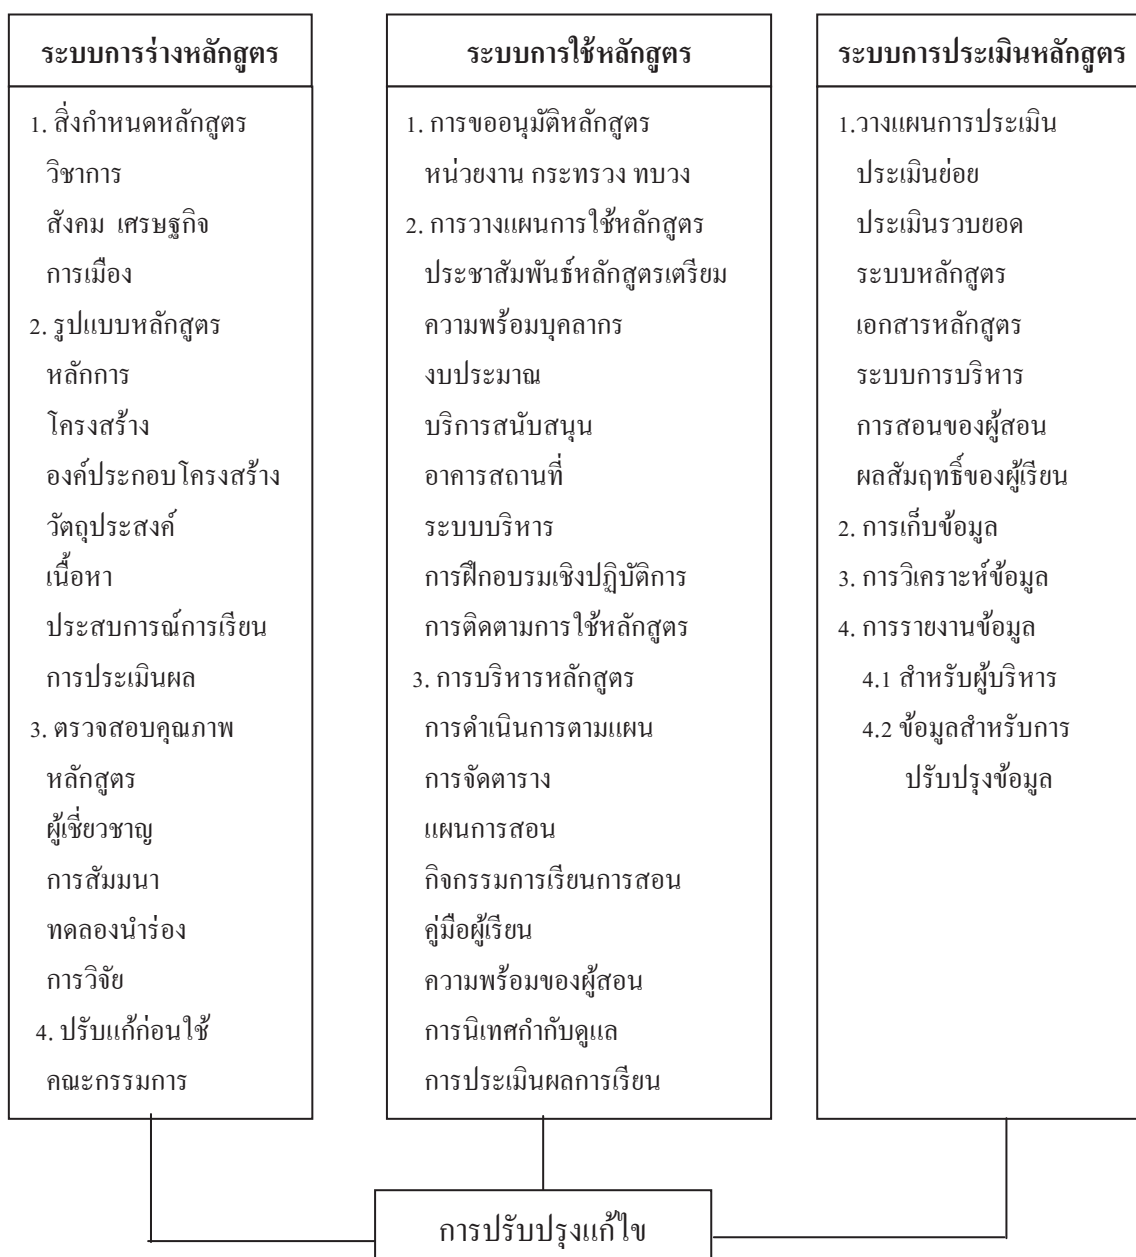 ระบบการร่างหลักสูตร
1. สิ่งกำหนดหลักสูตร
วิชาการ
สังคม เศรษฐกิจ
การเมือง
2. รูปแบบหลักสูตร
หลักการ
โครงสร้าง
องค์ประกอบโครงสร้าง
วัตถุประสงค์
เนื้อหา
ประสบการณ์การเรียน
การประเมินผล
3. ตรวจสอบคุณภาพ
หลักสูตร
ผู้เชี่ยวชาญ
การสัมมนา
ทดลองนำร่อง
การวิจัย
4. ปรับแก้ก่อนใช้
คณะกรรมการ
ระบบการใช้หลักสูตร
1. การขออนุมัติหลักสูตร
หน่วยงาน กระทรวง ทบวง
2. การวางแผนการใช้หลักสูตร
ประชาสัมพันธ์หลักสูตรเตรียม
ความพร้อมบุคลากร
งบประมาณ
บริการสนับสนุน
อาคารสถานที่
ระบบบริหาร
การฝึกอบรมเชิงปฏิบัติการ
การติดตามการใช้หลักสูตร
3. การบริหารหลักสูตร
การดำเนินการตามแผน
การจัดตาราง
แผนการสอน
กิจกรรมการเรียนการสอน
คู่มือผู้เรียน
ความพร้อมของผู้สอน
การนิเทศกำกับดูแล
การประเมินผลการเรียน
ระบบการประเมินหลักสูตร
1.วางแผนการประเมิน
ประเมินย่อย
ประเมินรวบยอด
ระบบหลักสูตร
เอกสารหลักสูตร
ระบบการบริหาร
การสอนของผู้สอน
ผลสัมฤทธิ์ของผู้เรียน
2. การเก็บข้อมูล
3. การวิเคราะห์ข้อมูล
4. การรายงานข้อมูล
4.1 สำหรับผู้บริหาร
4.2 ข้อมูลสำหรับการ
ปรับปรุงข้อมูล
การปรับปรุงแก้ไข